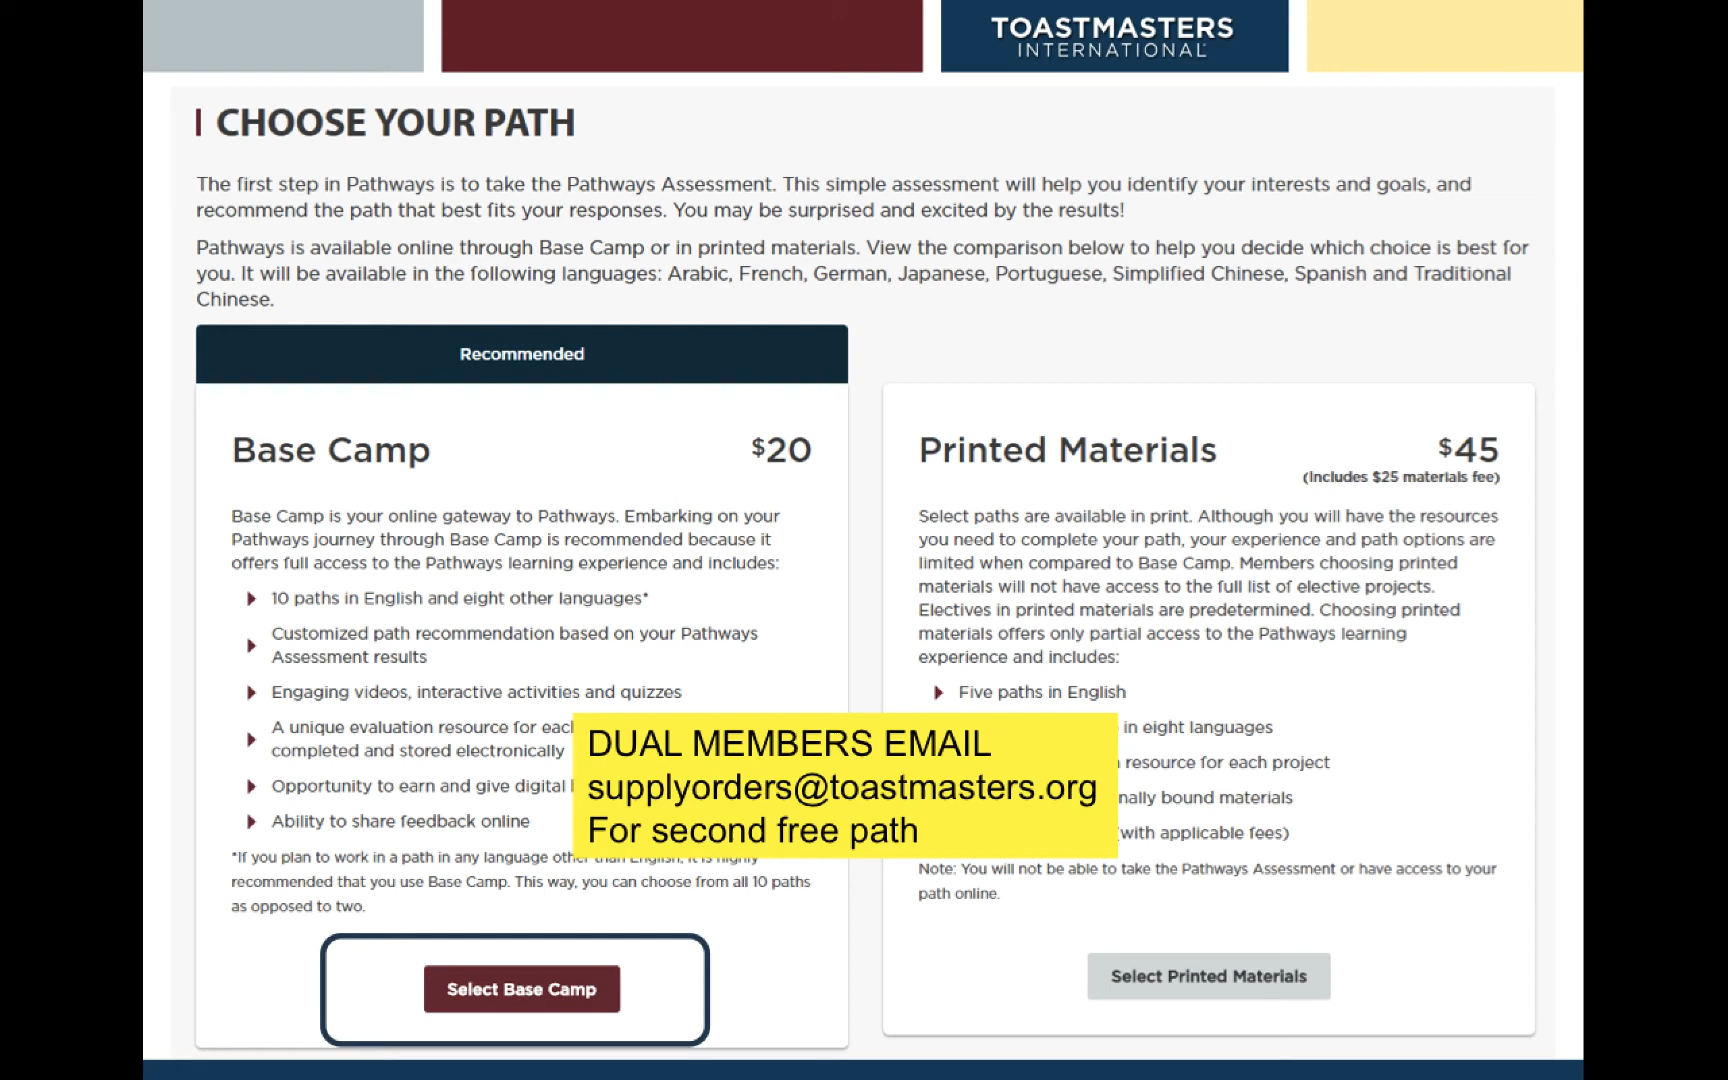 TOASTMASTERS
INTERNATIONAL
CHOOSE YOUR PATH
The first step in Pathways is to take the Pathways Assessment. This simple assessment will help you identify your interests and goals, and
recommend the path that best fits your responses. You may be surprised and excited by the results!
Pathways is available online through Base Camp or in printed materials. View the comparison below to help you decide which choice is best for
you. It will be available in the following languages: Arabic, French, German, Japanese, Portuguese, Simplified Chinese, Spanish and Traditional
Chinese.
Recommended
Base Camp $20
Base Camp is your online gateway to Pathways. Embarking on your
Pathways journey through Base Camp is recommended because it
offers full access to the Pathways learning experience and includes:
10 paths in English and eight other languages*
Customized path recommendation based on your Pathways
Assessment results
Engaging videos, interactive activities and quizzes
A unique evaluation resource for each
completed and stored electronically
Opportunity to earn and give digital
Ability to share feedback online
*If you plan to work in a path in any language other than English, it is highly
recommended that you use Base Camp. This way, you can choose from all 10 paths
as opposed to two.
Select Base Camp
Printed Materials $45
(Includes $25 materials fee)
Select paths are available in print. Although you will have the resources
you need to complete your path, your experience and path options are
limited when compared to Base Camp. Members choosing printed
materials will not have access to the full list of elective projects.
Electives in printed materials are predetermined. Choosing printed
materials offers only partial access to the Pathways learning
experience and includes:
Five paths in English
in eight languages
resource for each project
nally bound materials
(with applicable fees)
Note: You will not be able to take the Pathways Assessment or have access to your
path online.
Select Printed Materials
DUAL MEMBERS EMAIL
supplyorders@toastmasters.org
For second free path